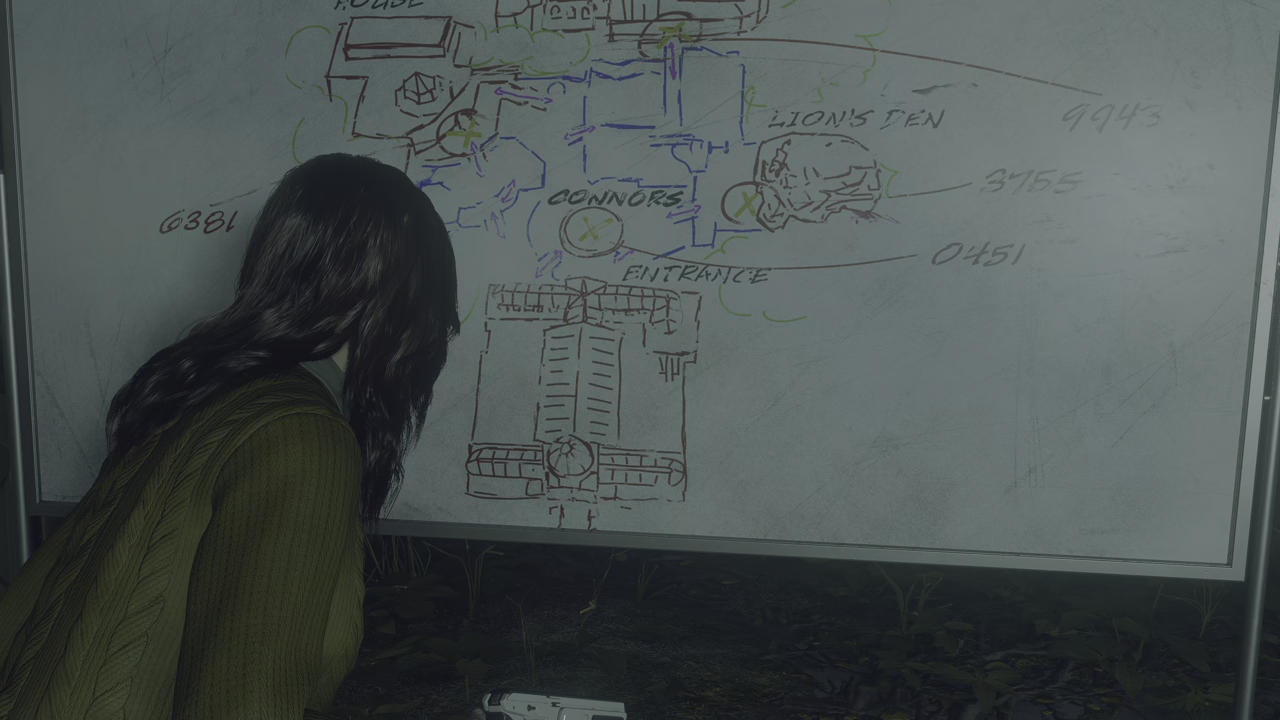 HOUSE
9943
LION'S DEN
3755
CONNORS
6381
0451
ENTRANCE